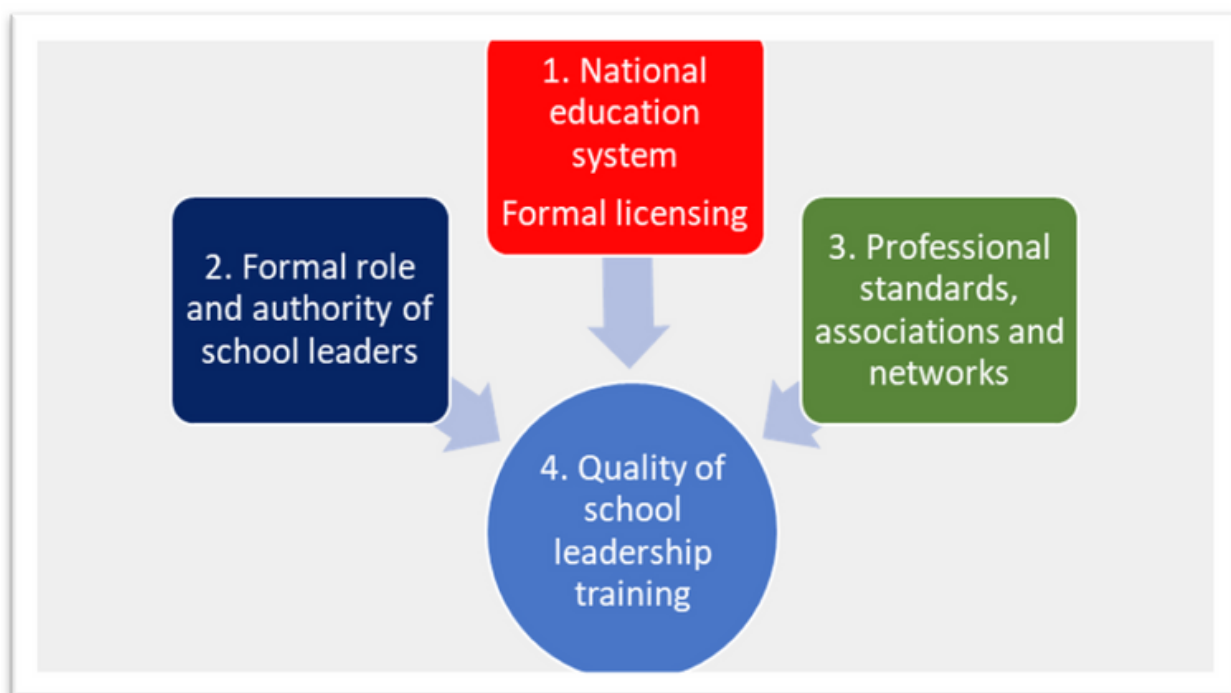 1. National
education
system
Formal licensing
2. Formal role
and authority of
school leaders
3. Professional
standards,
associations and
networks
4. Quality of
school
leadership
training